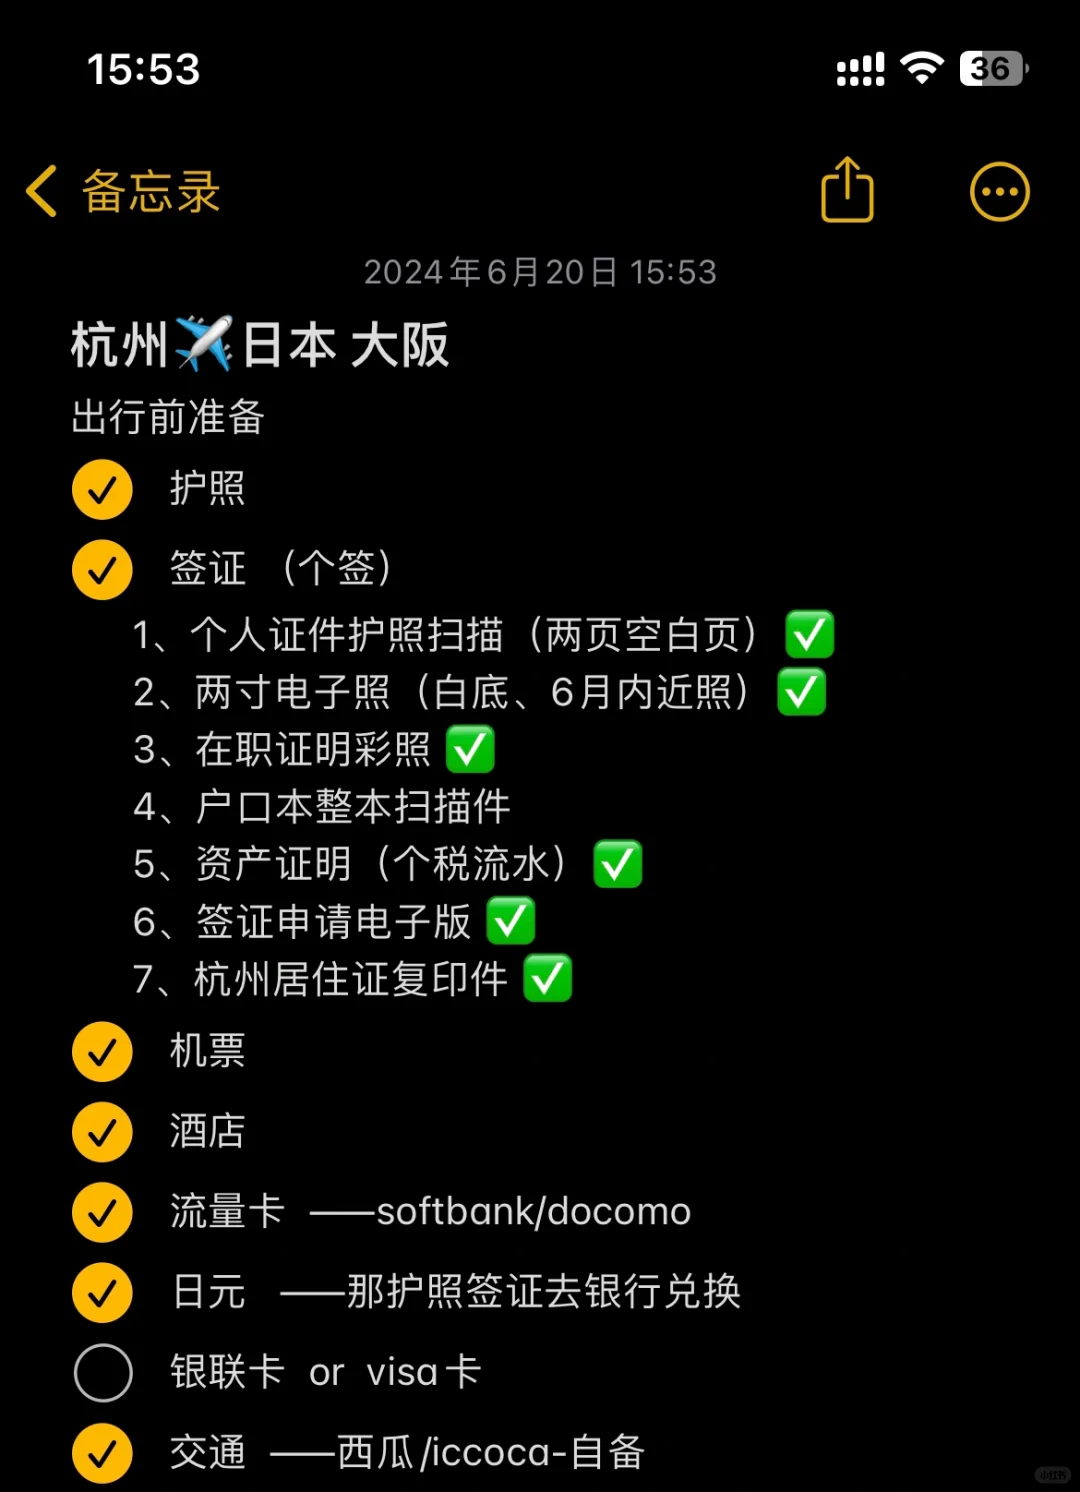 15:53
36
备忘录
2024年6月20日 15:53
杭州✈️日本 大阪
出行前准备
护照
签证 （个签）
1、个人证件护照扫描（两页空白页）✅
2、两寸电子照（白底、6月内近照）✅
3、在职证明彩照 ✅
4、户口本整本扫描件
5、资产证明（个税流水）✅
6、签证申请电子版 ✅
7、杭州居住证复印件 ✅
机票
酒店
流量卡 ——softbank/docomo
日元 ——那护照签证去银行兑换
银联卡 or visa卡
交通 ——西瓜/iccoca-自备
小红书